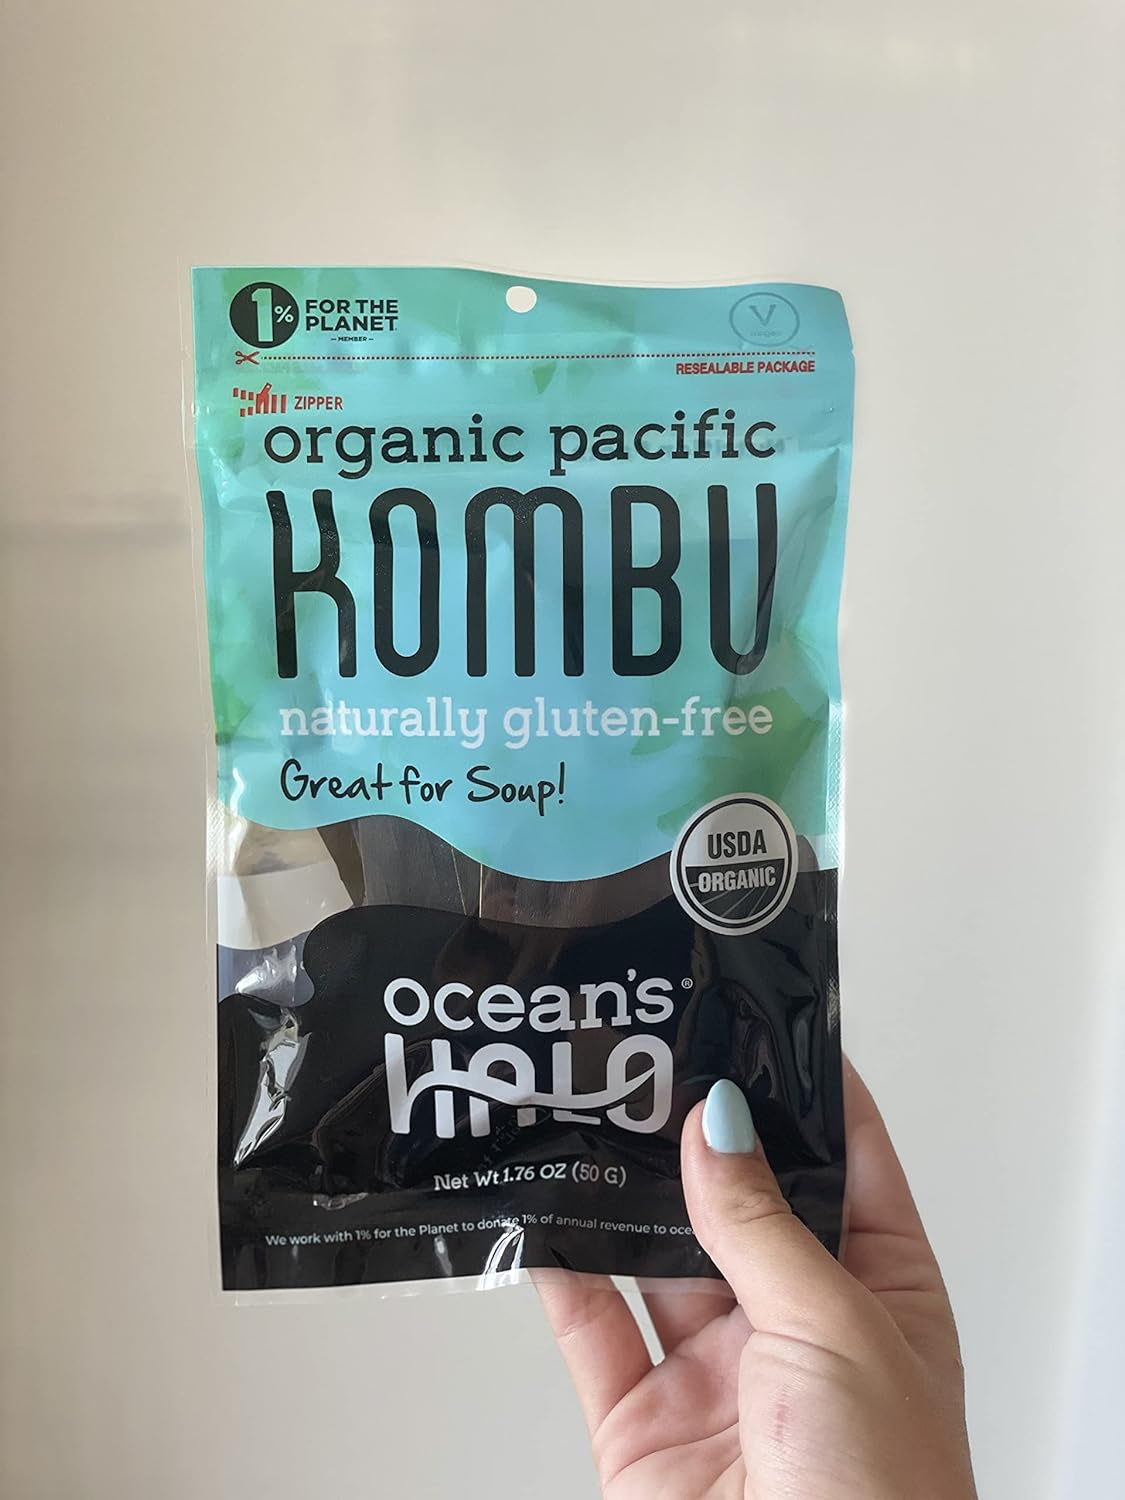 1%
FOR THE
PLANET
— MEMBER —
V
RESEALABLE PACKAGE
ZIPPER
organic pacific
KOMBU
naturally gluten-free
Great for Soup!
USDA
ORGANIC
ocean's®
HALO
Net Wt 1.76 OZ (50 G)
We work with 1% for the Planet to donate 1% of annual revenue to